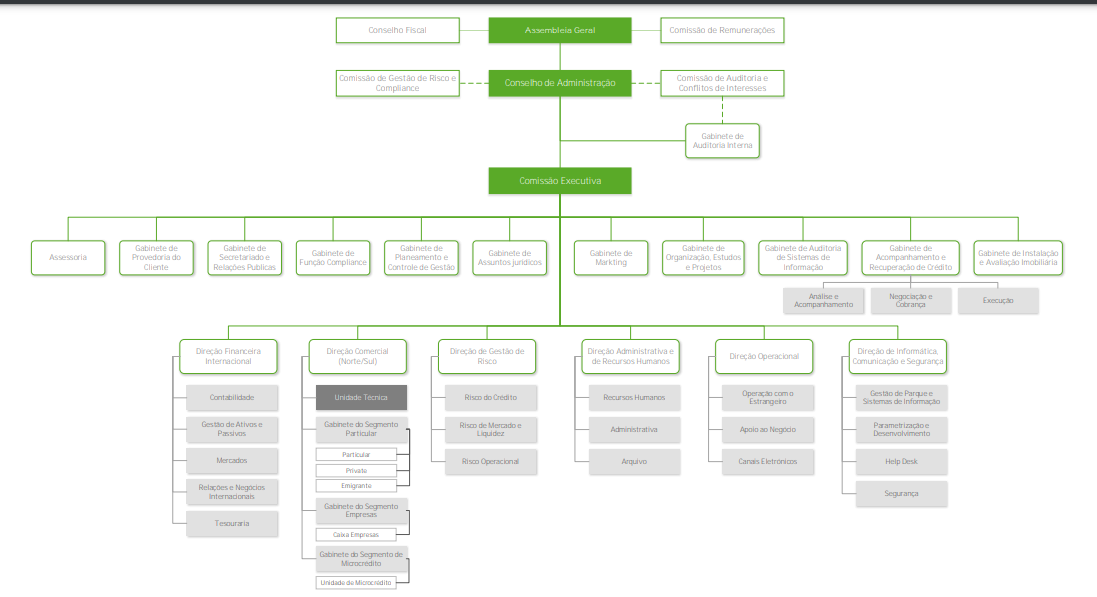 Conselho Fiscal
Assembleia Geral
Comissão de Remunerações
Comissão de Gestão de Risco e
Compliance
Conselho de Administração
Comissão de Auditoria e
Conflitos de Interesses
Gabinete de
Auditoria Interna
Comissão Executiva
Assessoria
Gabinete de
Provedoria do
Cliente
Gabinete de
Secretariado e
Relações Publicas
Gabinete de
Função Compliance
Gabinete de
Planeamento e
Controle de Gestão
Gabinete de
Assuntos jurídicos
Gabinete de
Markting
Gabinete de
Organização, Estudos
e Projetos
Gabinete de Auditoria
de Sistemas de
Informação
Gabinete de
Acompanhamento e
Recuperação de Crédito
Gabinete de Instalação
e Avaliação Imobiliária
Análise e
Acompanhamento
Negociação e
Cobrança
Execução
Direção Financeira
Internacional
Contabilidade
Gestão de Ativos e
Passivos
Mercados
Relações e Negócios
Internacionais
Tesouraria
Direção Comercial
(Norte/Sul)
Unidade Técnica
Gabinete do Segmento
Particular
Particular
Private
Emigrante
Gabinete do Segmento
Empresas
Caixa Empresas
Gabinete do Segmento de
Microcrédito
Unidade de Microcredito
Direção de Gestão de
Risco
Risco do Crédito
Risco de Mercado e
Liquidez
Risco Operacional
Direção Administrativa e
de Recursos Humanos
Recursos Humanos
Administrativa
Arquivo
Direção Operacional
Operação com o
Estrangeiro
Apoio ao Negócio
Canais Eletrónicos
Direção de Informática,
Comunicação e Segurança
Gestão de Parque e
Sistemas de Informação
Parametrização e
Desenvolvimento
Help Desk
Segurança